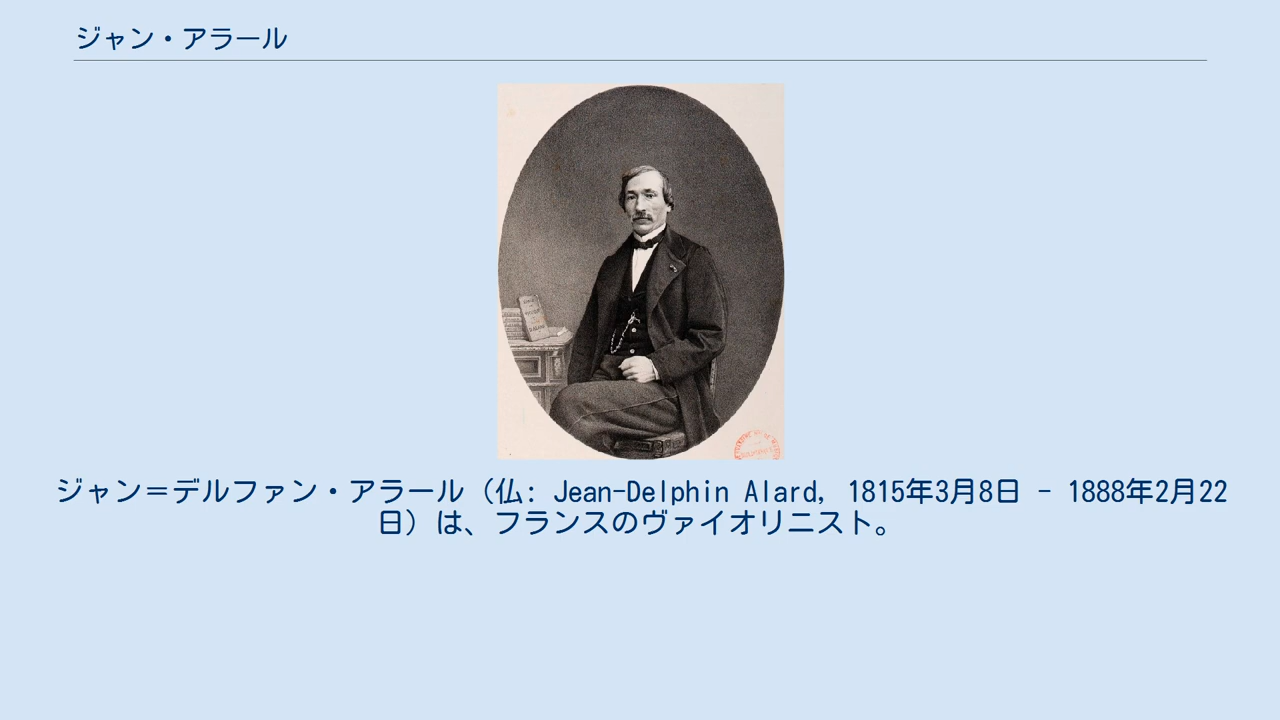 ジャン・アラール
ジャン＝デルファン・アラール（仏: Jean-Delphin Alard, 1815年3月8日 - 1888年2月22
日）は、フランスのヴァイオリニスト。